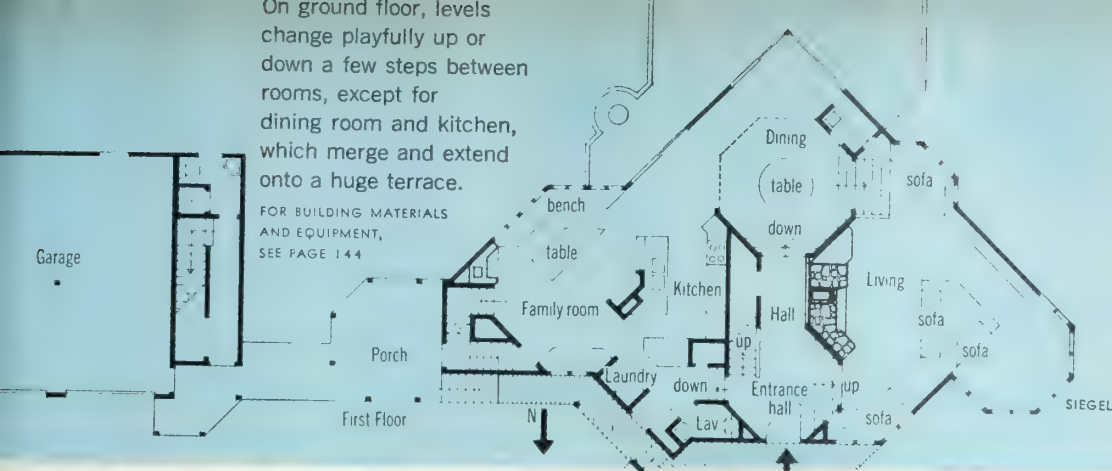 On ground floor, levels
change playfully up or
down a few steps between
rooms, except for
dining room and kitchen,
which merge and extend
onto a huge terrace.
FOR BUILDING MATERIALS
AND EQUIPMENT,
SEE PAGE 144
Garage
Porch
First Floor
N
bench
table
Family room
Kitchen
Laundry
down
Lav
up
Dining
table
down
Hall
Entrance
hall
up
Living
sofa
sofa
sofa
sofa
SIEGEL